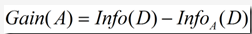 Gain(A) = Info(D) − Info_A(D)